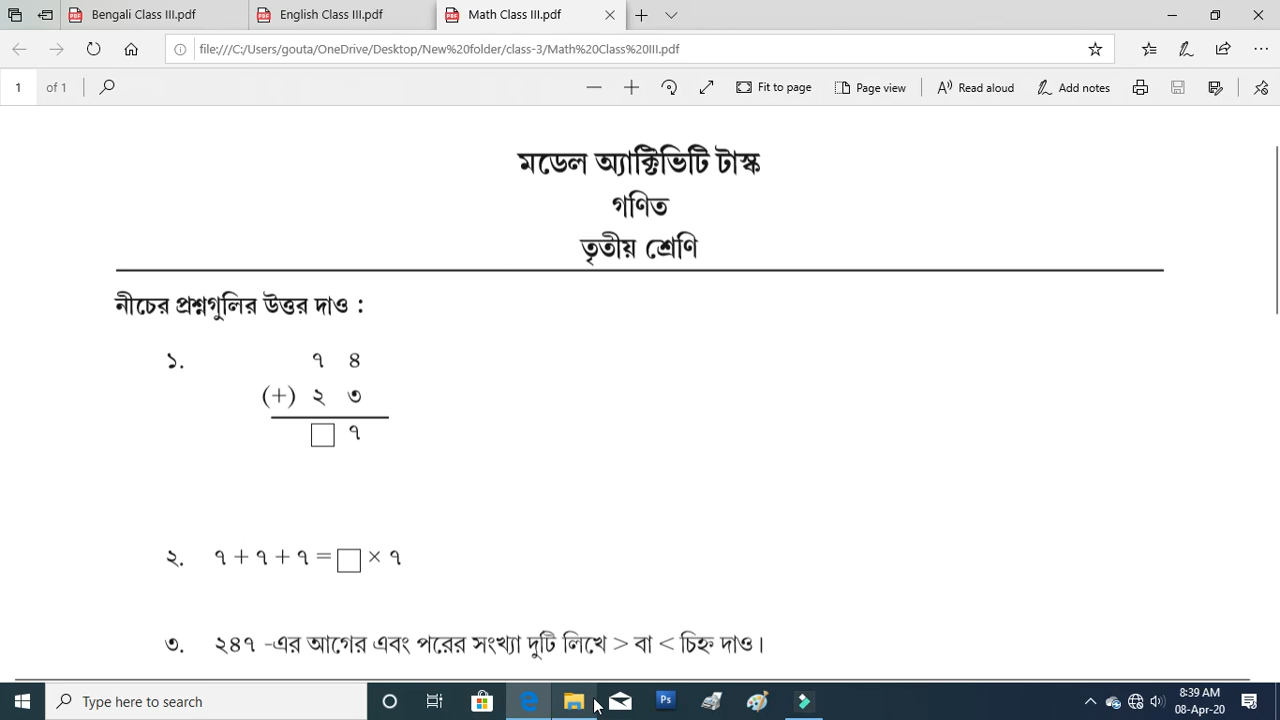 Bengali Class III.pdf
English Class III.pdf
Math Class III.pdf
file:///C:/Users/gouta/OneDrive/Desktop/New%20folder/class-3/Math%20Class%20III.pdf
1 of 1
Fit to page
Page view
Read aloud
Add notes
মডেল অ্যাক্টিভিটি টাস্ক
গণিত
তৃতীয় শ্রেণি
নীচের প্রশ্নগুলির উত্তর দাও :
১. ৭ ৪
(+) ২ ৩
□ ৭
২. ৭ + ৭ + ৭ = □ × ৭
৩. ২৪৭ -এর আগের এবং পরের সংখ্যা দুটি লিখে > বা < চিহ্ন দাও।
Type here to search
Ps
8:39 AM
08-Apr-20